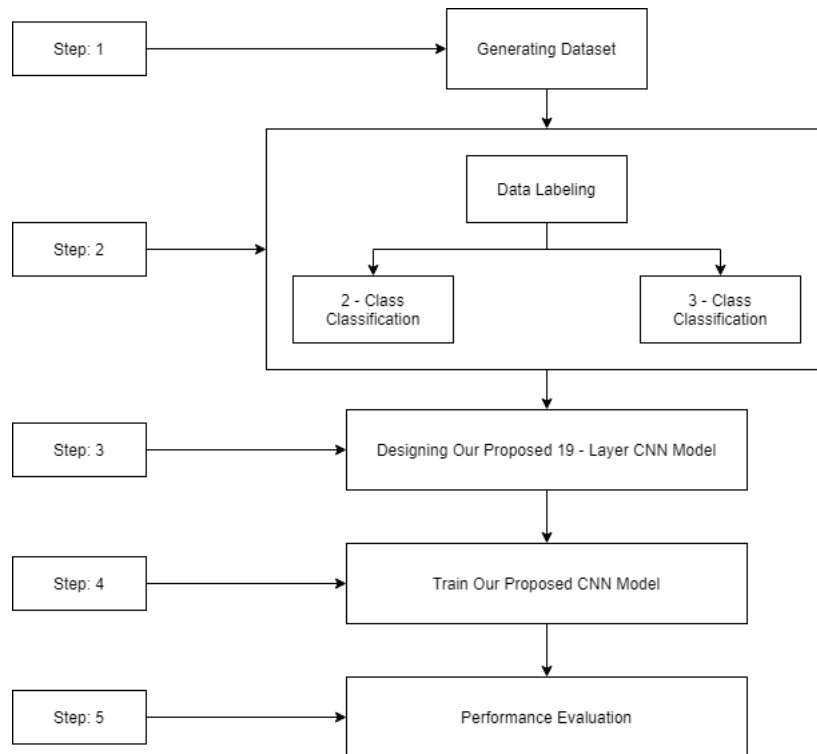 Step: 1
Generating Dataset
Step: 2
Data Labeling
2 - Class
Classification
3 - Class
Classification
Step: 3
Designing Our Proposed 19 - Layer CNN Model
Step: 4
Train Our Proposed CNN Model
Step: 5
Performance Evaluation